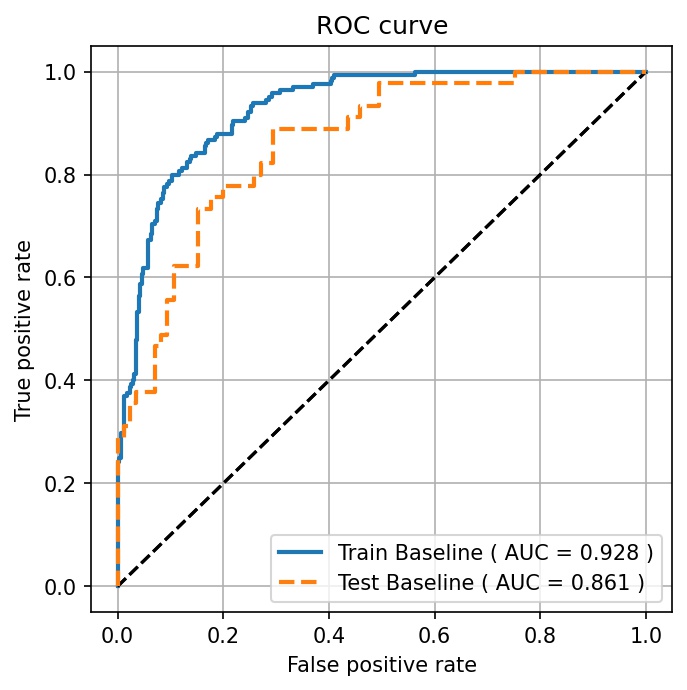 ROC curve
1.0
0.8
0.6
0.4
0.2
0.0
True positive rate
Train Baseline ( AUC = 0.928 )
Test Baseline ( AUC = 0.861 )
0.0 0.2 0.4 0.6 0.8 1.0
False positive rate